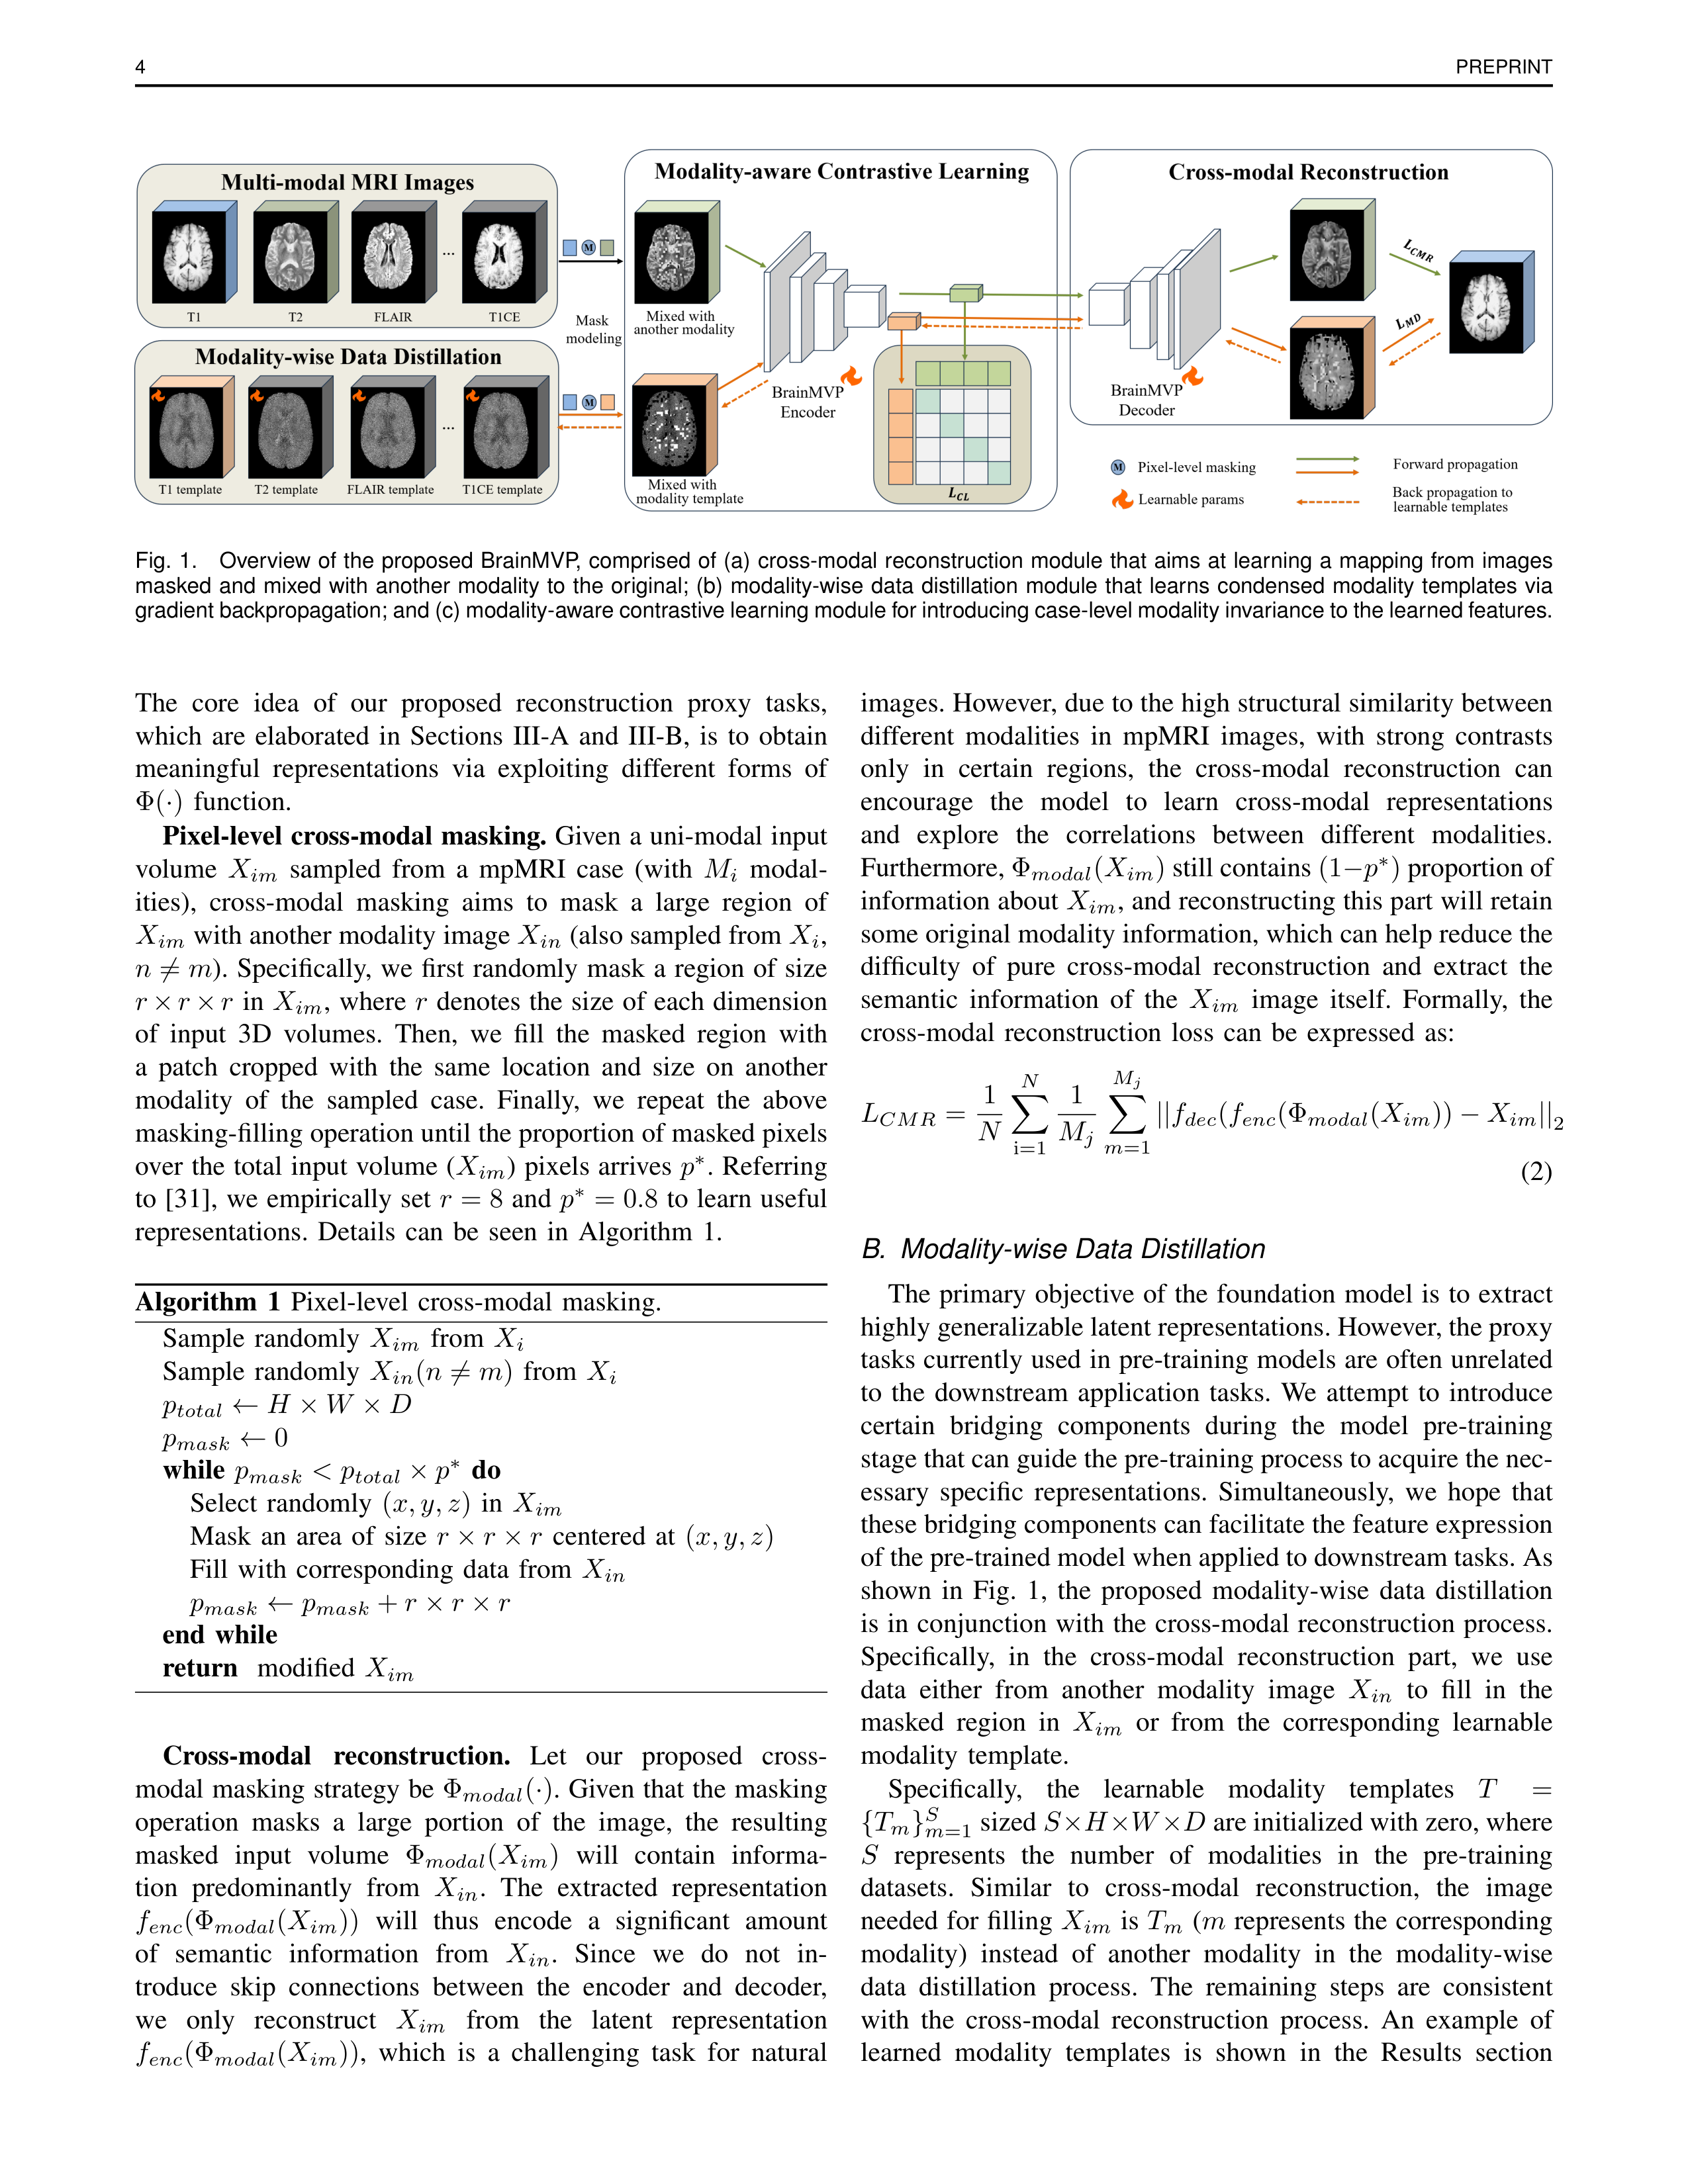 4
PREPRINT
Multi-modal MRI Images
T1
T2
FLAIR
...
T1CE
Modality-wise Data Distillation
T1 template
T2 template
FLAIR template
...
T1CE template
M
Mask
modeling
M
Modality-aware Contrastive Learning
Mixed with
another modality
Mixed with
modality template
BrainMVP
Encoder
L_{CL}
Cross-modal Reconstruction
BrainMVP
Decoder
L_{CMR}
L_{MD}
M Pixel-level masking
Learnable params
Forward propagation
Back propagation to
learnable templates
Fig. 1. Overview of the proposed BrainMVP, comprised of (a) cross-modal reconstruction module that aims at learning a mapping from images
masked and mixed with another modality to the original; (b) modality-wise data distillation module that learns condensed modality templates via
gradient backpropagation; and (c) modality-aware contrastive learning module for introducing case-level modality invariance to the learned features.
The core idea of our proposed reconstruction proxy tasks,
which are elaborated in Sections III-A and III-B, is to obtain
meaningful representations via exploiting different forms of
Φ(·) function.
Pixel-level cross-modal masking. Given a uni-modal input
volume X_{im} sampled from a mpMRI case (with M_i modal-
ities), cross-modal masking aims to mask a large region of
X_{im} with another modality image X_{in} (also sampled from X_i,
n ≠ m). Specifically, we first randomly mask a region of size
r × r × r in X_{im}, where r denotes the size of each dimension
of input 3D volumes. Then, we fill the masked region with
a patch cropped with the same location and size on another
modality of the sampled case. Finally, we repeat the above
masking-filling operation until the proportion of masked pixels
over the total input volume (X_{im}) pixels arrives p*. Referring
to [31], we empirically set r = 8 and p* = 0.8 to learn useful
representations. Details can be seen in Algorithm 1.
Algorithm 1 Pixel-level cross-modal masking.
Sample randomly X_{im} from X_i
Sample randomly X_{in}(n ≠ m) from X_i
p_{total} ← H × W × D
p_{mask} ← 0
while p_{mask} < p_{total} × p* do
Select randomly (x, y, z) in X_{im}
Mask an area of size r × r × r centered at (x, y, z)
Fill with corresponding data from X_{in}
p_{mask} ← p_{mask} + r × r × r
end while
return modified X_{im}
Cross-modal reconstruction. Let our proposed cross-
modal masking strategy be Φ_{modal}(·). Given that the masking
operation masks a large portion of the image, the resulting
masked input volume Φ_{modal}(X_{im}) will contain informa-
tion predominantly from X_{in}. The extracted representation
f_{enc}(Φ_{modal}(X_{im})) will thus encode a significant amount
of semantic information from X_{in}. Since we do not in-
troduce skip connections between the encoder and decoder,
we only reconstruct X_{im} from the latent representation
f_{enc}(Φ_{modal}(X_{im})), which is a challenging task for natural
images. However, due to the high structural similarity between
different modalities in mpMRI images, with strong contrasts
only in certain regions, the cross-modal reconstruction can
encourage the model to learn cross-modal representations
and explore the correlations between different modalities.
Furthermore, Φ_{modal}(X_{im}) still contains (1−p*) proportion of
information about X_{im}, and reconstructing this part will retain
some original modality information, which can help reduce the
difficulty of pure cross-modal reconstruction and extract the
semantic information of the X_{im} image itself. Formally, the
cross-modal reconstruction loss can be expressed as:
L_{CMR} = \frac{1}{N} \sum_{i=1}^{N} \frac{1}{M_j} \sum_{m=1}^{M_j} ||f_{dec}(f_{enc}(Φ_{modal}(X_{im})) − X_{im}||_2
(2)
B. Modality-wise Data Distillation
The primary objective of the foundation model is to extract
highly generalizable latent representations. However, the proxy
tasks currently used in pre-training models are often unrelated
to the downstream application tasks. We attempt to introduce
certain bridging components during the model pre-training
stage that can guide the pre-training process to acquire the nec-
essary specific representations. Simultaneously, we hope that
these bridging components can facilitate the feature expression
of the pre-trained model when applied to downstream tasks. As
shown in Fig. 1, the proposed modality-wise data distillation
is in conjunction with the cross-modal reconstruction process.
Specifically, in the cross-modal reconstruction part, we use
data either from another modality image X_{in} to fill in the
masked region in X_{im} or from the corresponding learnable
modality template.
Specifically, the learnable modality templates T =
{T_m}_{m=1}^{S} sized S×H×W×D are initialized with zero, where
S represents the number of modalities in the pre-training
datasets. Similar to cross-modal reconstruction, the image
needed for filling X_{im} is T_m (m represents the corresponding
modality) instead of another modality in the modality-wise
data distillation process. The remaining steps are consistent
with the cross-modal reconstruction process. An example of
learned modality templates is shown in the Results section